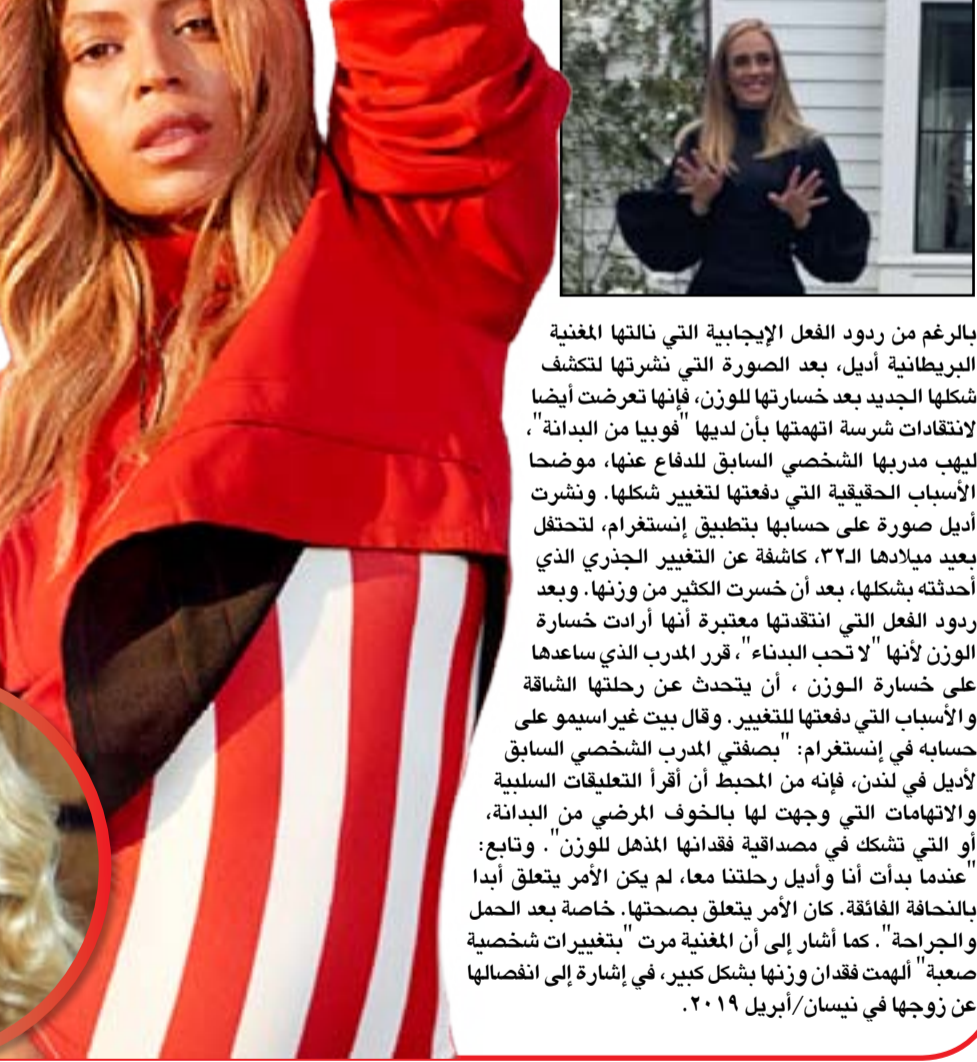 بالرغم من ردود الفعل الإيجابية التي نالتها المغنية
البريطانية أديل، بعد الصورة التي نشرتها لتكشف
شكلها الجديد بعد خسارتها للوزن، فإنها تعرضت أيضا
لانتقادات شرسة اتهمتها بأن لديها "فوبيا من البدانة"،
ليهب مدربها الشخصي السابق للدفاع عنها، موضحا
الأسباب الحقيقية التي دفعتها لتغيير شكلها. ونشرت
أديل صورة على حسابها بتطبيق إنستغرام، لتحتفل
بعيد ميلادها الـ٣٢، كاشفة عن التغيير الجذري الذي
أحدثته بشكلها، بعد أن خسرت الكثير من وزنها. وبعد
ردود الفعل التي انتقدتها معتبرة أنها أرادت خسارة
الوزن لأنها "لا تحب البدناء"، قرر المدرب الذي ساعدها
على خسارة الـوزن ، أن يتحدث عـن رحلتها الشاقة
والأسباب التي دفعتها للتغيير. وقال بيت غيراسيمو على
حسابه في إنستغرام: "بصفتي المدرب الشخصي السابق
لأديل في لندن، فإنه من المحبط أن أقرأ التعليقات السلبية
والاتهامات التي وجهت لها بالخوف المرضي من البدانة،
أو التي تشكك في مصداقية فقدانها المذهل للوزن". وتابع:
"عندما بدأت أنا وأديل رحلتنا معا، لم يكن الأمر يتعلق أبدا
بالنحافة الفائقة. كان الأمر يتعلق بصحتها. خاصة بعد الحمل
والجراحة". كما أشار إلى أن المغنية مرت "بتغييرات شخصية
صعبة" ألهمت فقدان وزنها بشكل كبير، في إشارة إلى انفصالها
عن زوجها في نيسان/أبريل ٢٠١٩.